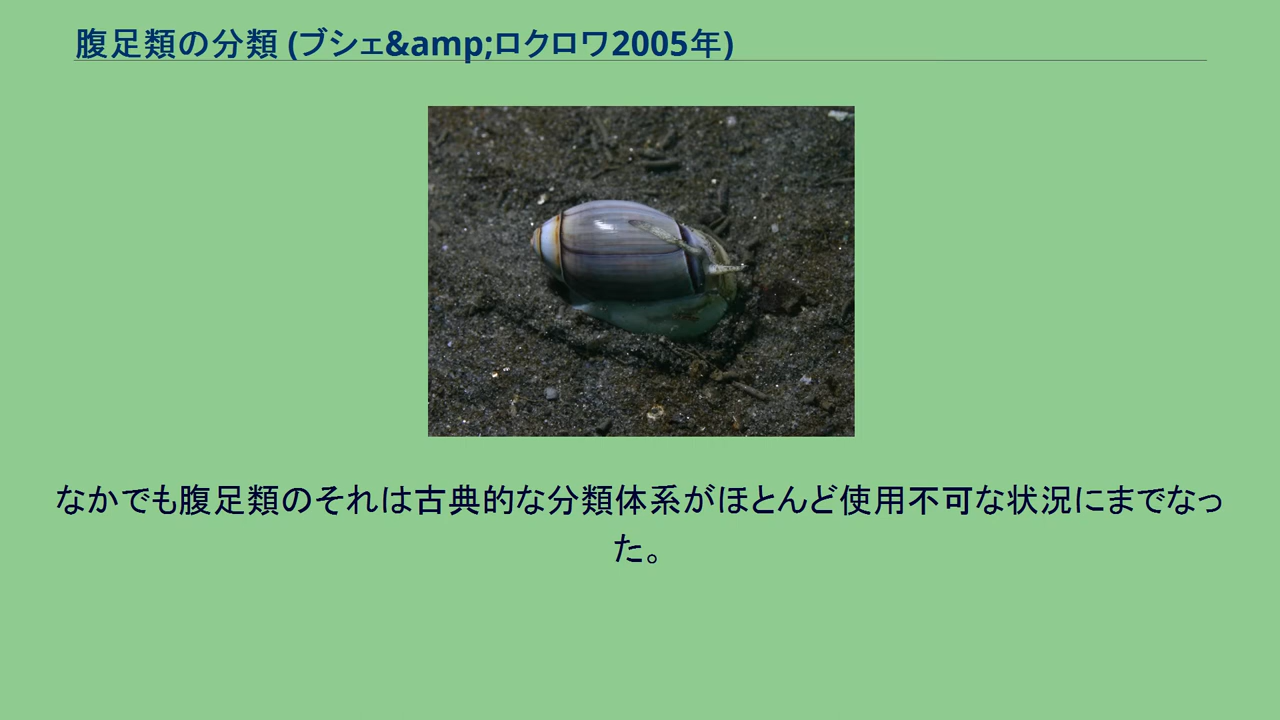 腹足類の分類 (ブシェ&amp;ロクロワ2005年)
なかでも腹足類のそれは古典的な分類体系がほとんど使用不可な状況にまでなっ
た。